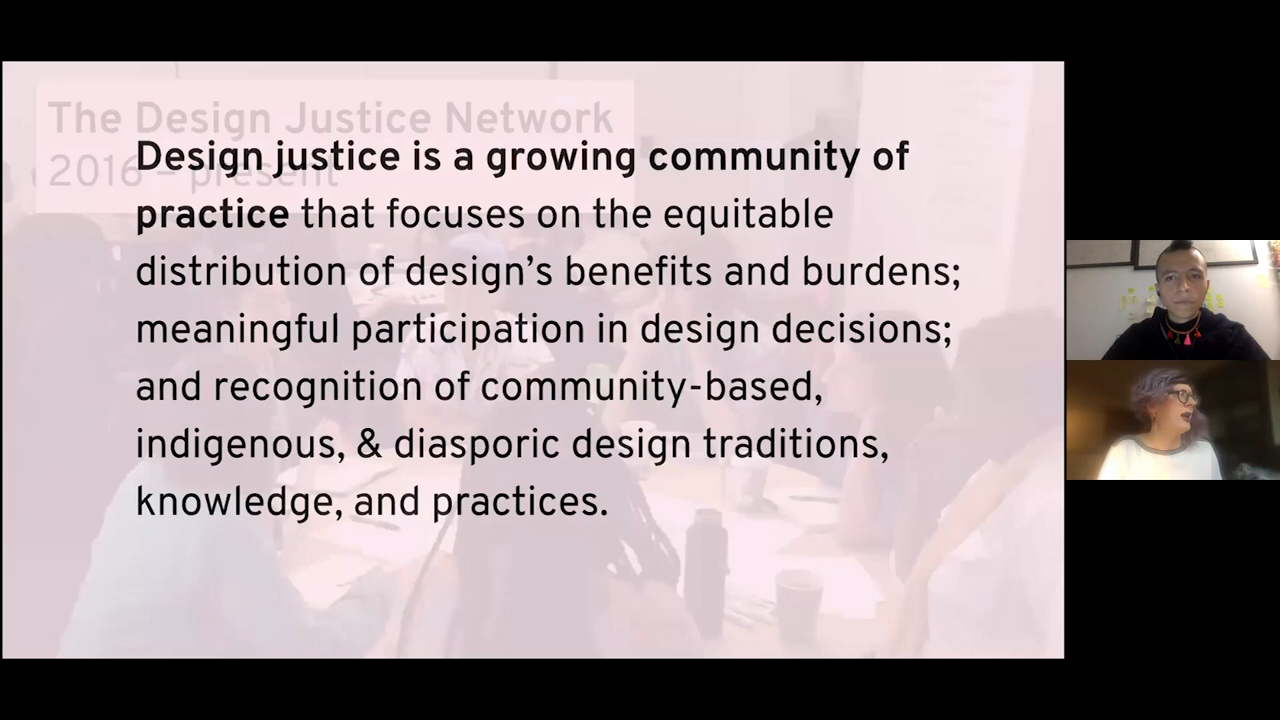 The Design Justice Network
2016 – present
Design justice is a growing community of
practice that focuses on the equitable
distribution of design’s benefits and burdens;
meaningful participation in design decisions;
and recognition of community-based,
indigenous, & diasporic design traditions,
knowledge, and practices.